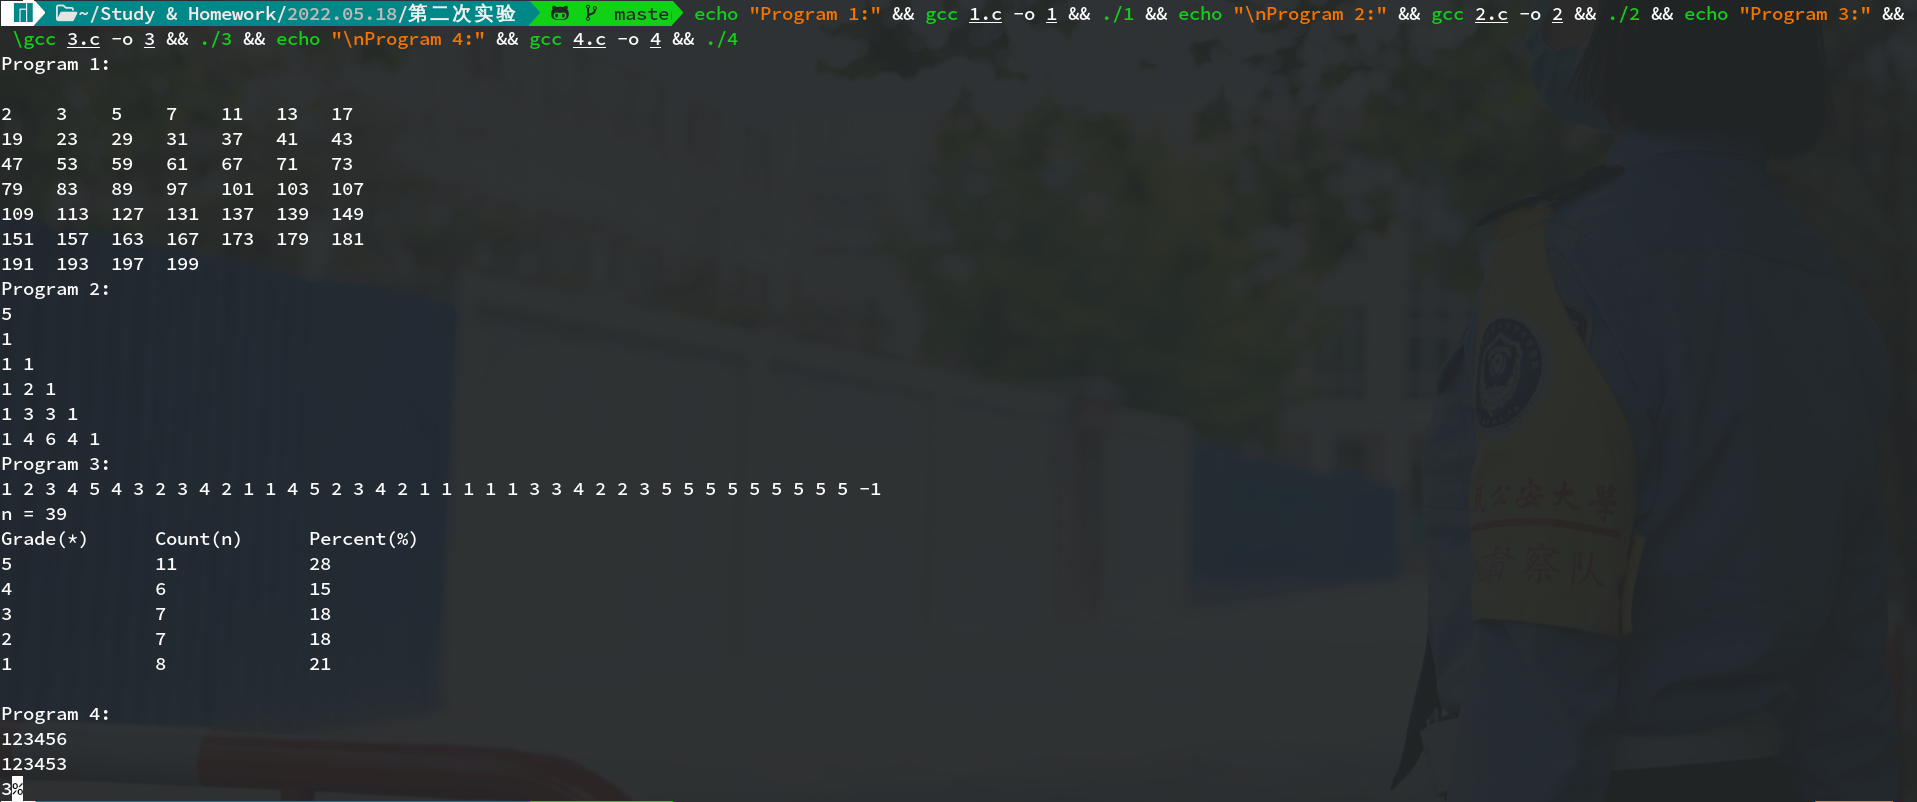 ~/Study & Homework/2022.05.18/第二次实验 maste echo "Program 1:" && gcc 1.c -o 1 && ./1 && echo "\nProgram 2:" && gcc 2.c -o 2 && ./2 && echo "Program 3:" &&
\gcc 3.c -o 3 && ./3 && echo "\nProgram 4:" && gcc 4.c -o 4 && ./4
Program 1:
2 3 5 7 11 13 17
19 23 29 31 37 41 43
47 53 59 61 67 71 73
79 83 89 97 101 103 107
109 113 127 131 137 139 149
151 157 163 167 173 179 181
191 193 197 199
Program 2:
5
1
1 1
1 2 1
1 3 3 1
1 4 6 4 1
Program 3:
1 2 3 4 5 4 3 2 3 4 2 1 1 4 5 2 3 4 2 1 1 1 1 1 3 3 4 2 2 3 5 5 5 5 5 5 5 5 5 -1
n = 39
Grade(*) Count(n) Percent(%)
5 11 28
4 6 15
3 7 18
2 7 18
1 8 21
Program 4:
123456
123453
3%
公安大學
督察队